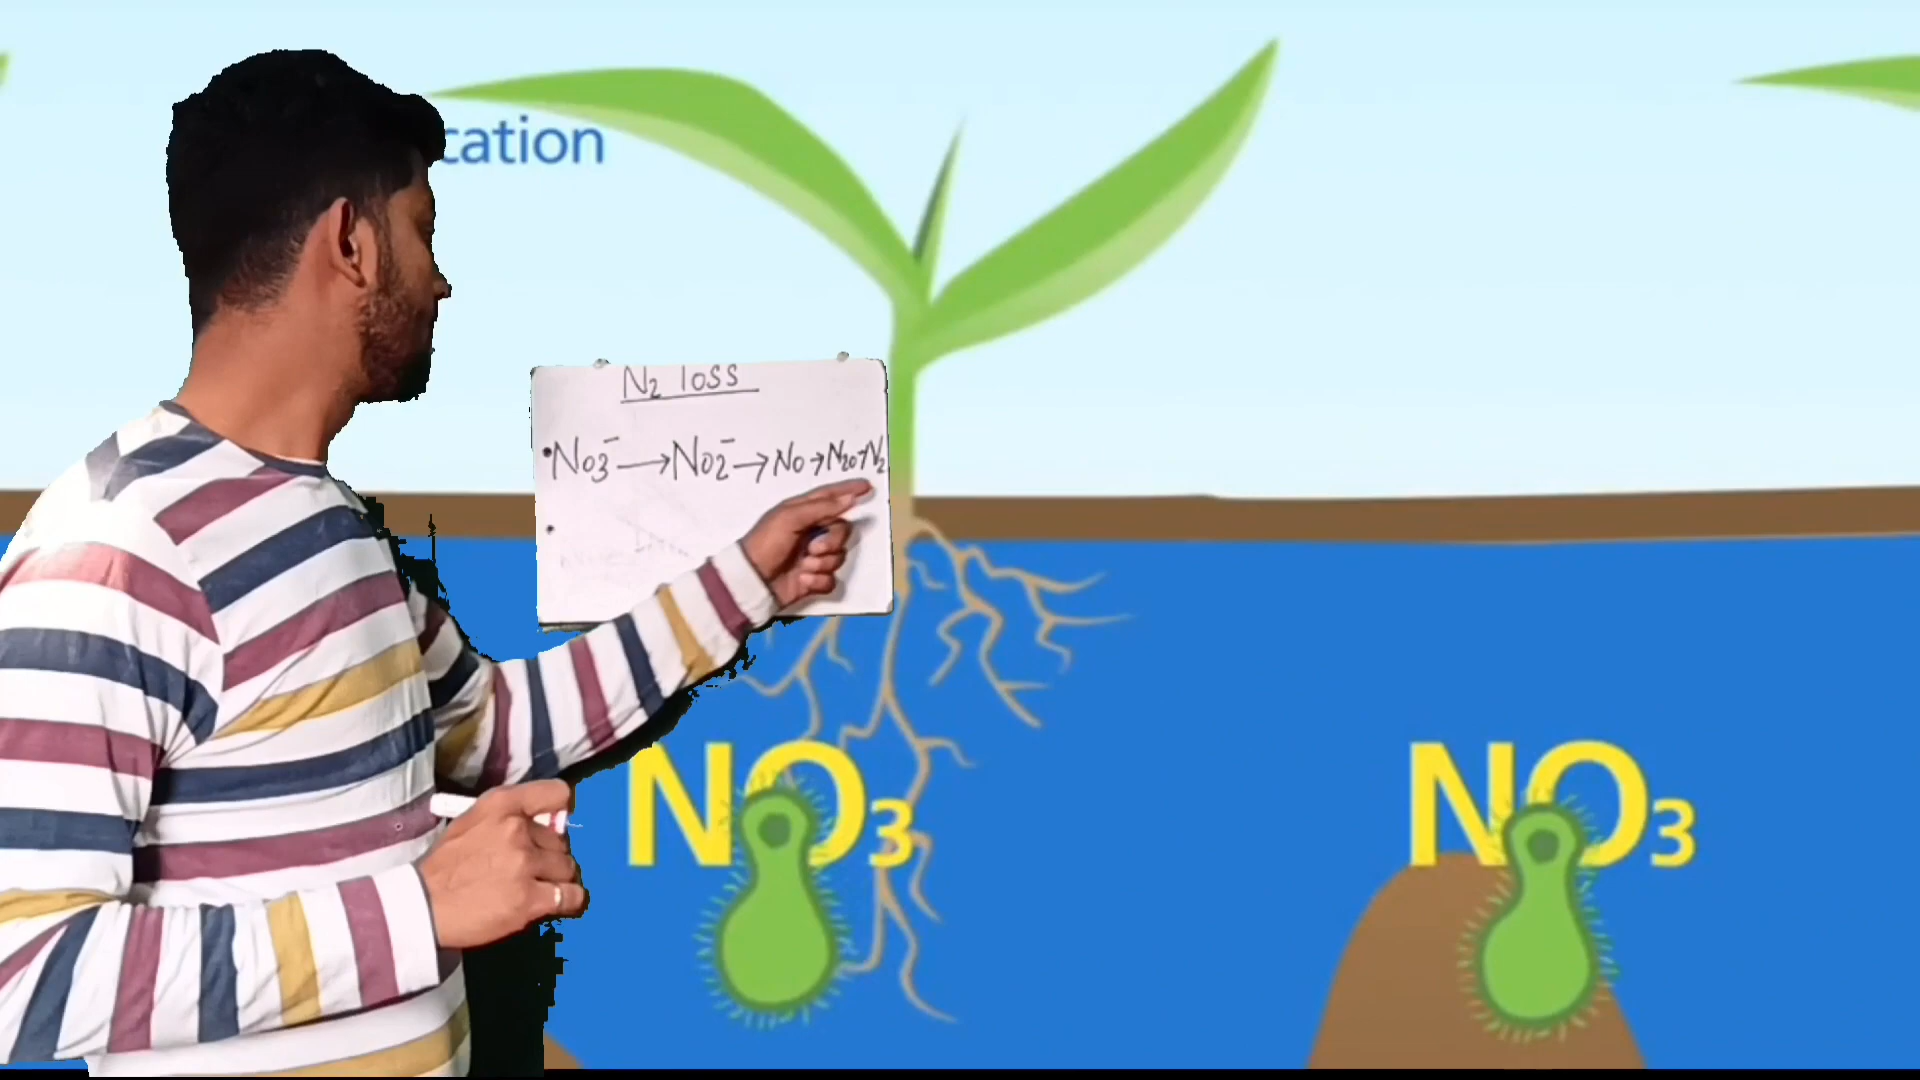 cation
N2 loss
• NO3⁻ → NO2⁻ → NO → N2O → N2
•
NO3 NO3